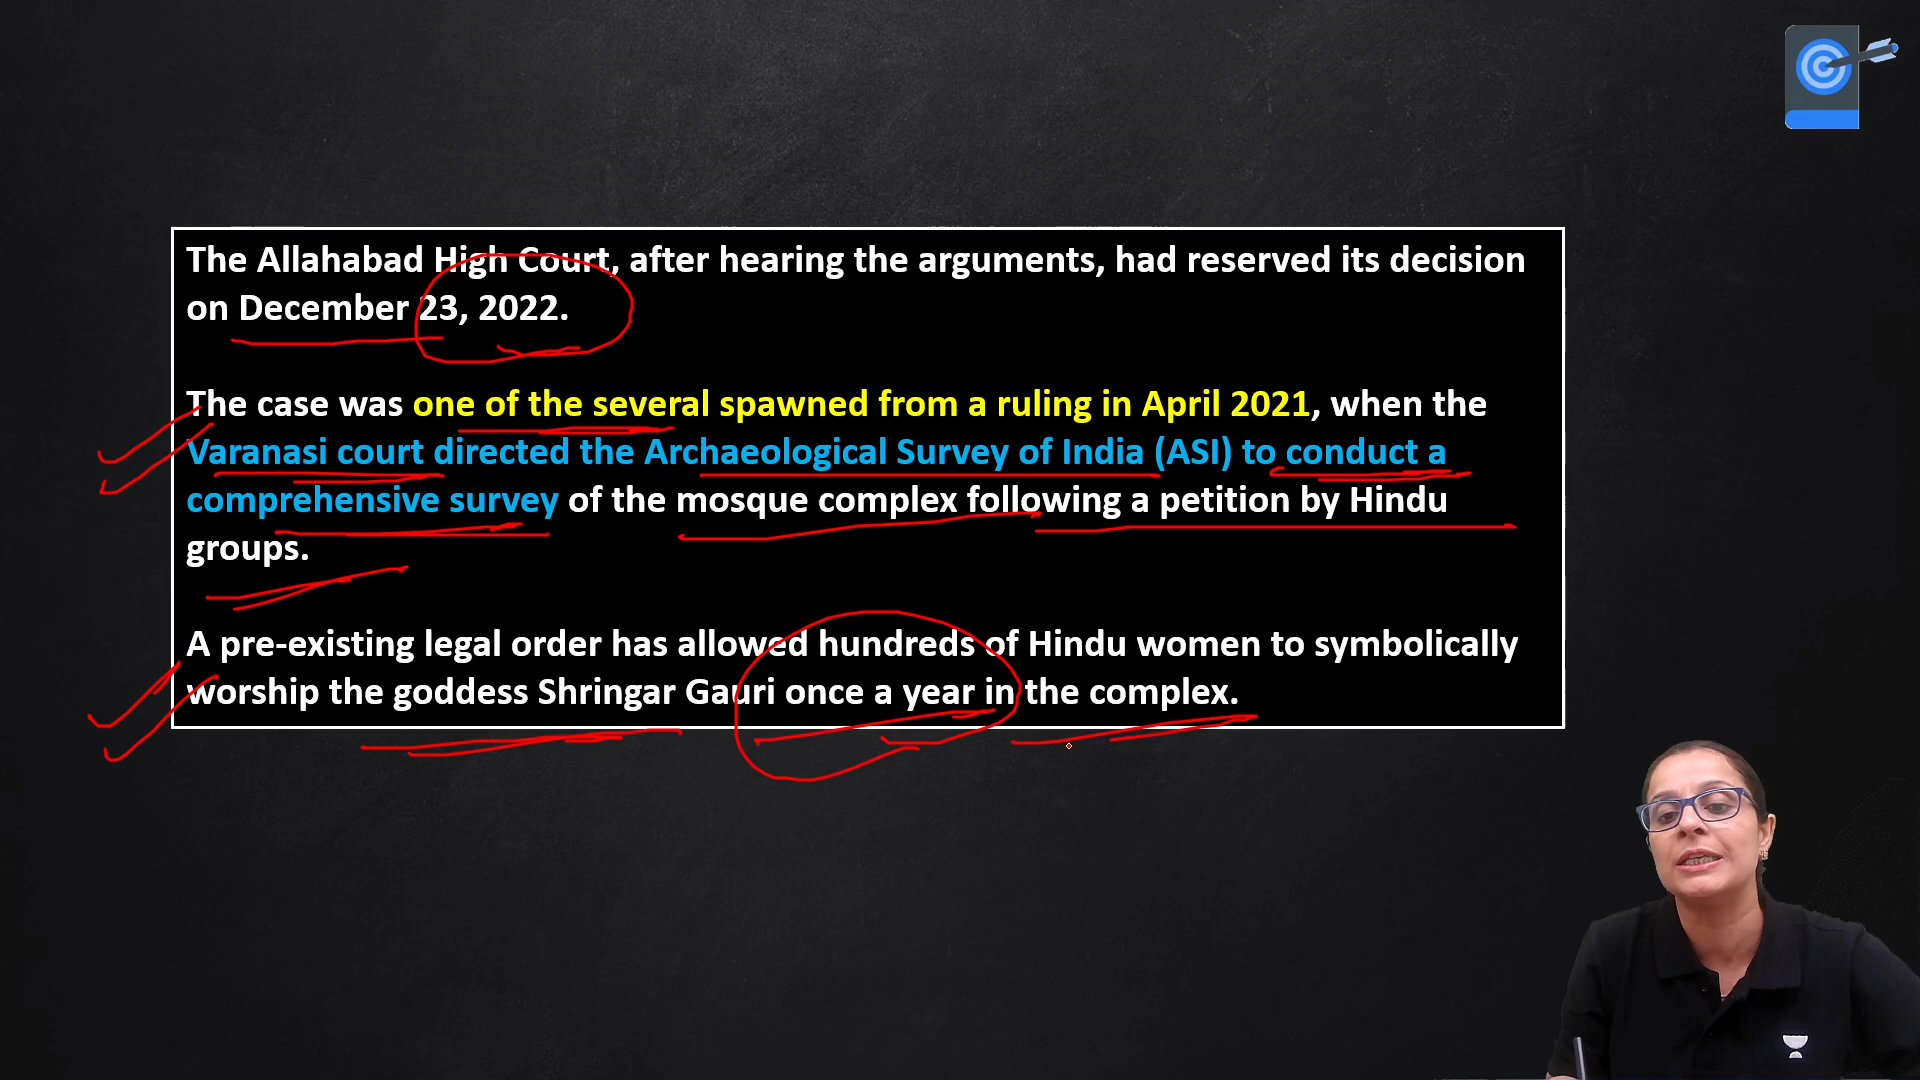 The Allahabad High Court, after hearing the arguments, had reserved its decision
on December 23, 2022.
The case was one of the several spawned from a ruling in April 2021, when the
Varanasi court directed the Archaeological Survey of India (ASI) to conduct a
comprehensive survey of the mosque complex following a petition by Hindu
groups.
A pre-existing legal order has allowed hundreds of Hindu women to symbolically
worship the goddess Shringar Gauri once a year in the complex.